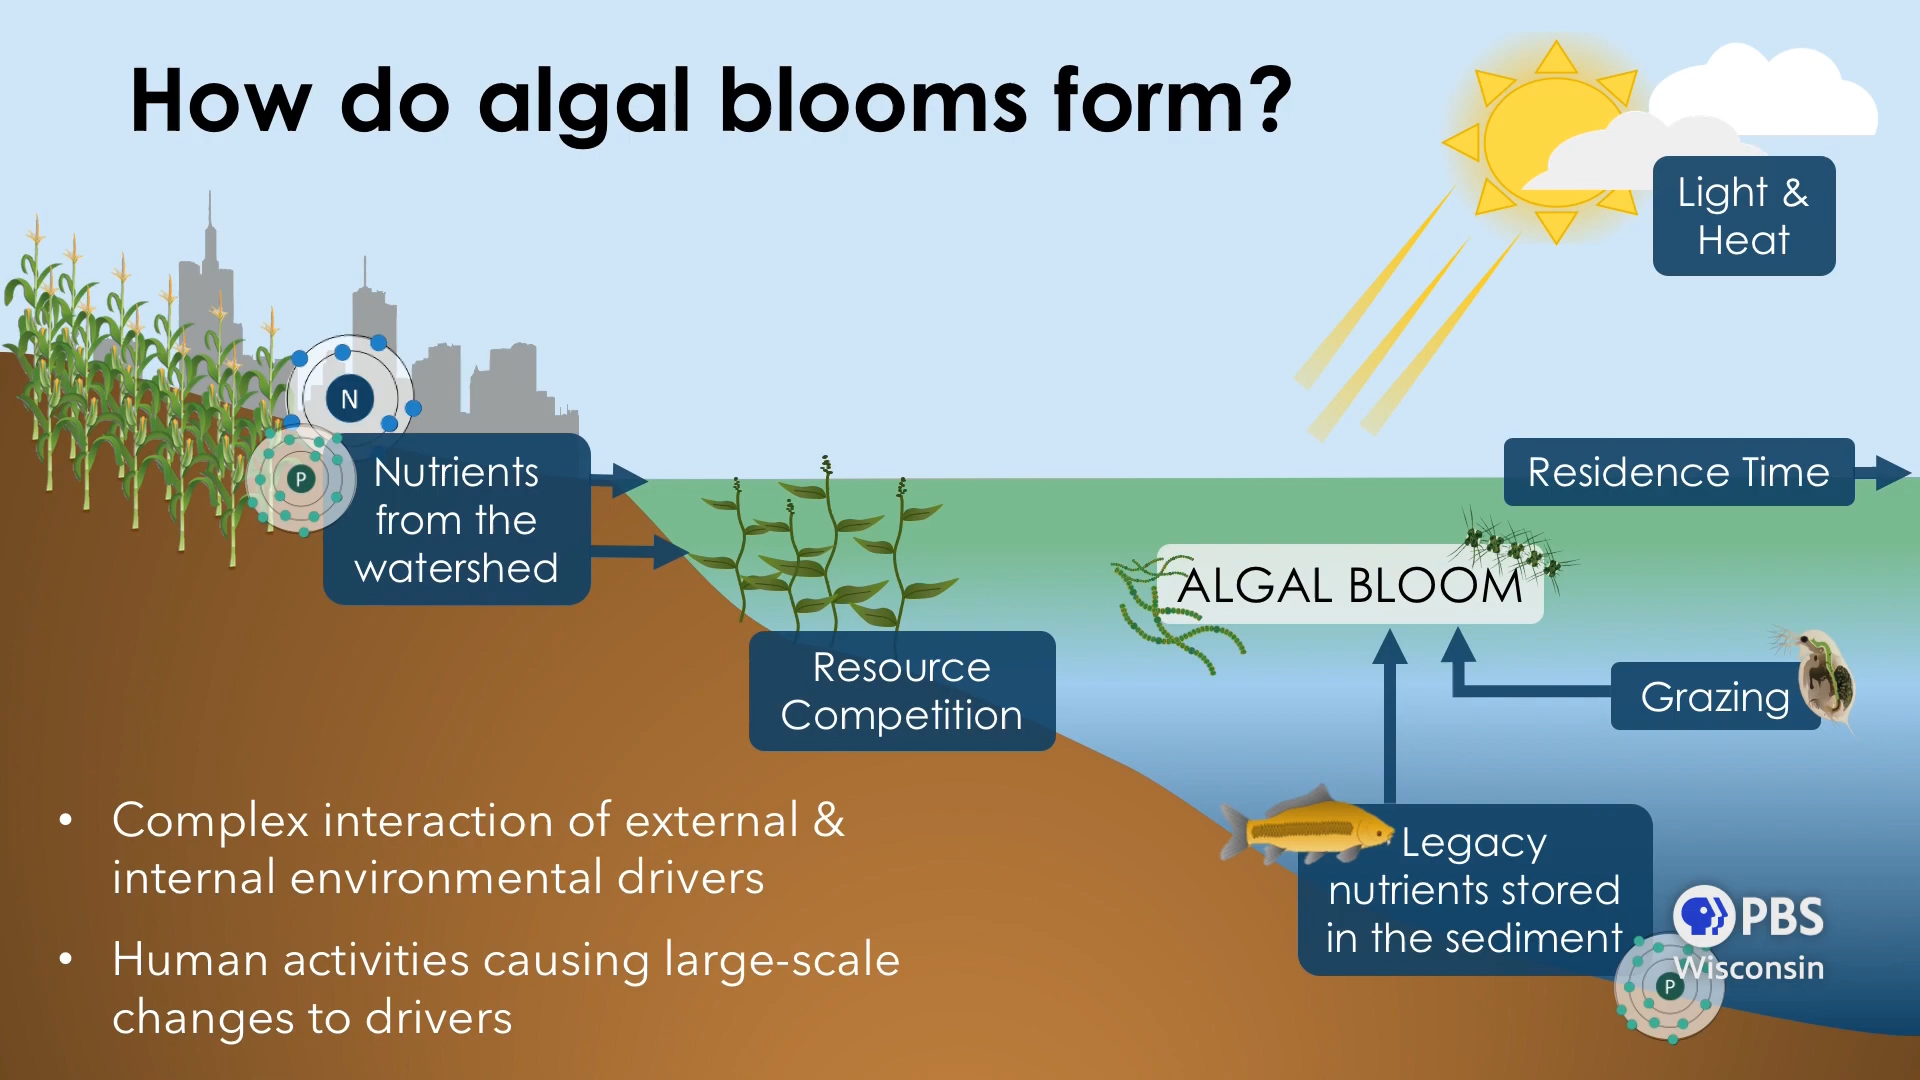 How do algal blooms form?
Light &
Heat
N
P
Nutrients
from the
watershed
Residence Time
ALGAL BLOOM
Resource
Competition
Grazing
Legacy
nutrients stored
in the sediment
P
PBS
Wisconsin
• Complex interaction of external &
internal environmental drivers
• Human activities causing large-scale
changes to drivers